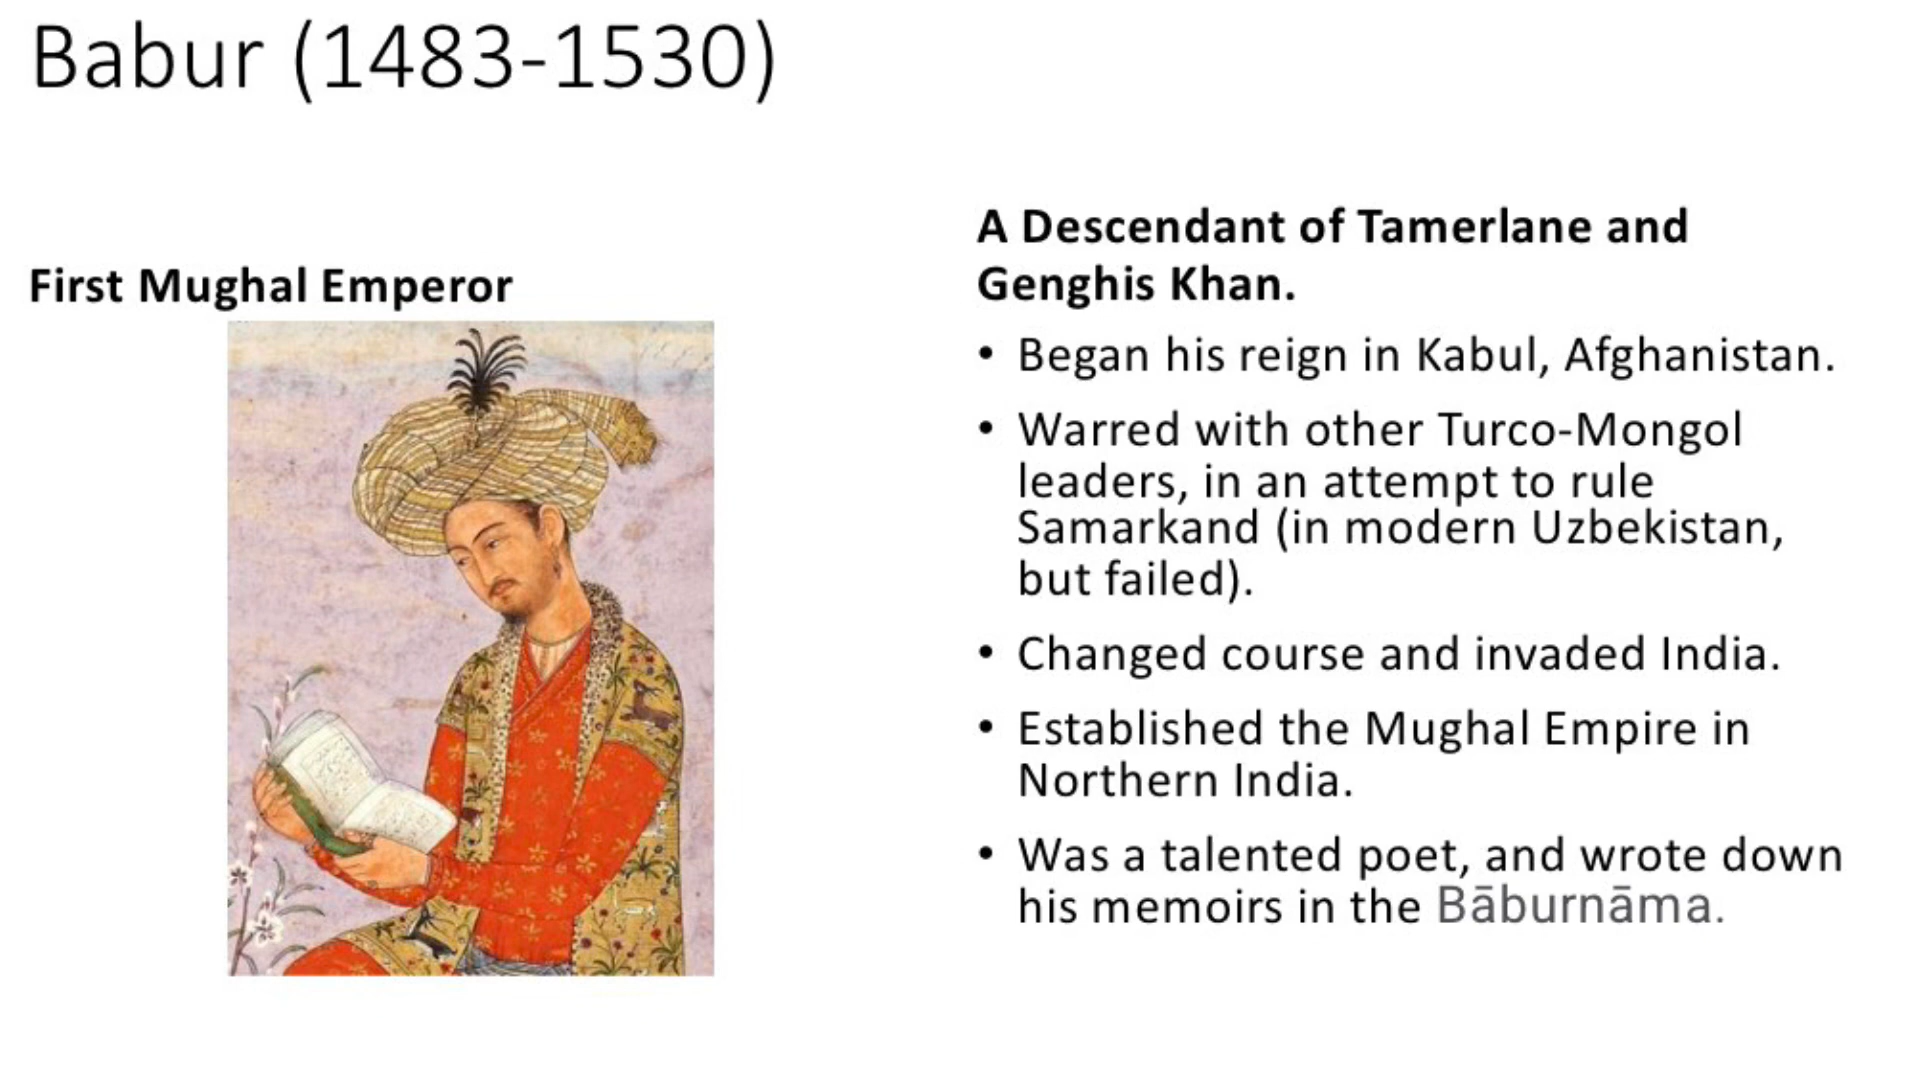 Babur (1483-1530)
First Mughal Emperor
A Descendant of Tamerlane and
Genghis Khan.
• Began his reign in Kabul, Afghanistan.
• Warred with other Turco-Mongol
leaders, in an attempt to rule
Samarkand (in modern Uzbekistan,
but failed).
• Changed course and invaded India.
• Established the Mughal Empire in
Northern India.
• Was a talented poet, and wrote down
his memoirs in the Bāburnāma.